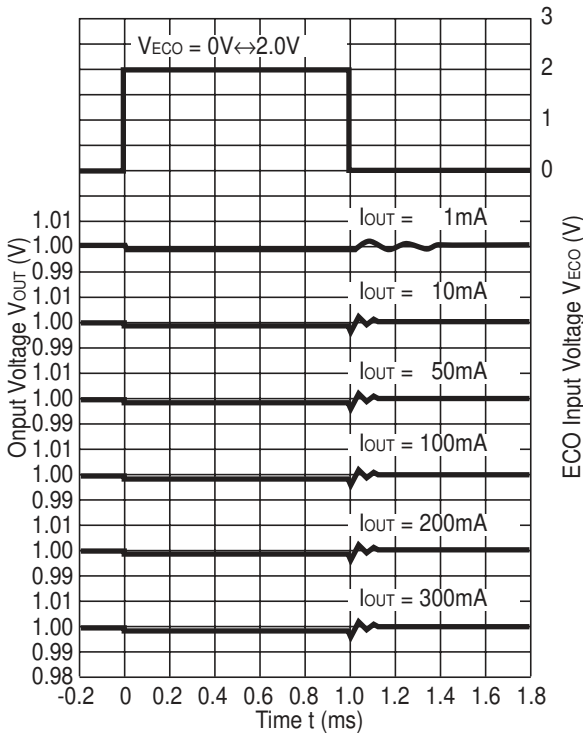 3
VECO = 0V↔2.0V
2
1
0
ECO Input Voltage VECO (V)
Onput Voltage VOUT (V)
1.01
1.00
0.99
IOUT = 1mA
1.01
1.00
0.99
IOUT = 10mA
1.01
1.00
0.99
IOUT = 50mA
1.01
1.00
0.99
IOUT = 100mA
1.01
1.00
0.99
IOUT = 200mA
1.01
1.00
0.99
0.98
IOUT = 300mA
-0.2 0 0.2 0.4 0.6 0.8 1.0 1.2 1.4 1.6 1.8
Time t (ms)